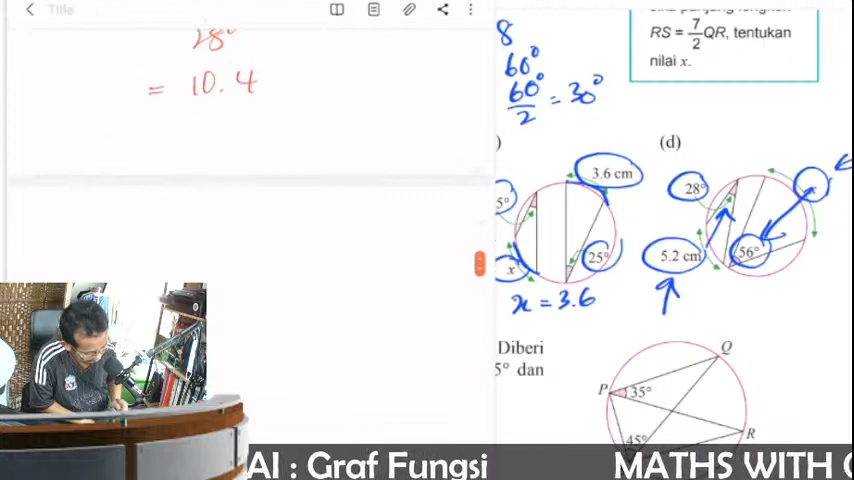 Title
28°
= 10.4
8
60°
60°/2 = 30°
RS = 7/2 QR, tentukan
nilai x.
)
(d)
3.6 cm
5°
x
25°
x = 3.6
28°
5.2 cm
56°
Diberi
5° dan
P
Q
R
35°
45°
AI : Graf Fungsi
MATHS WITH